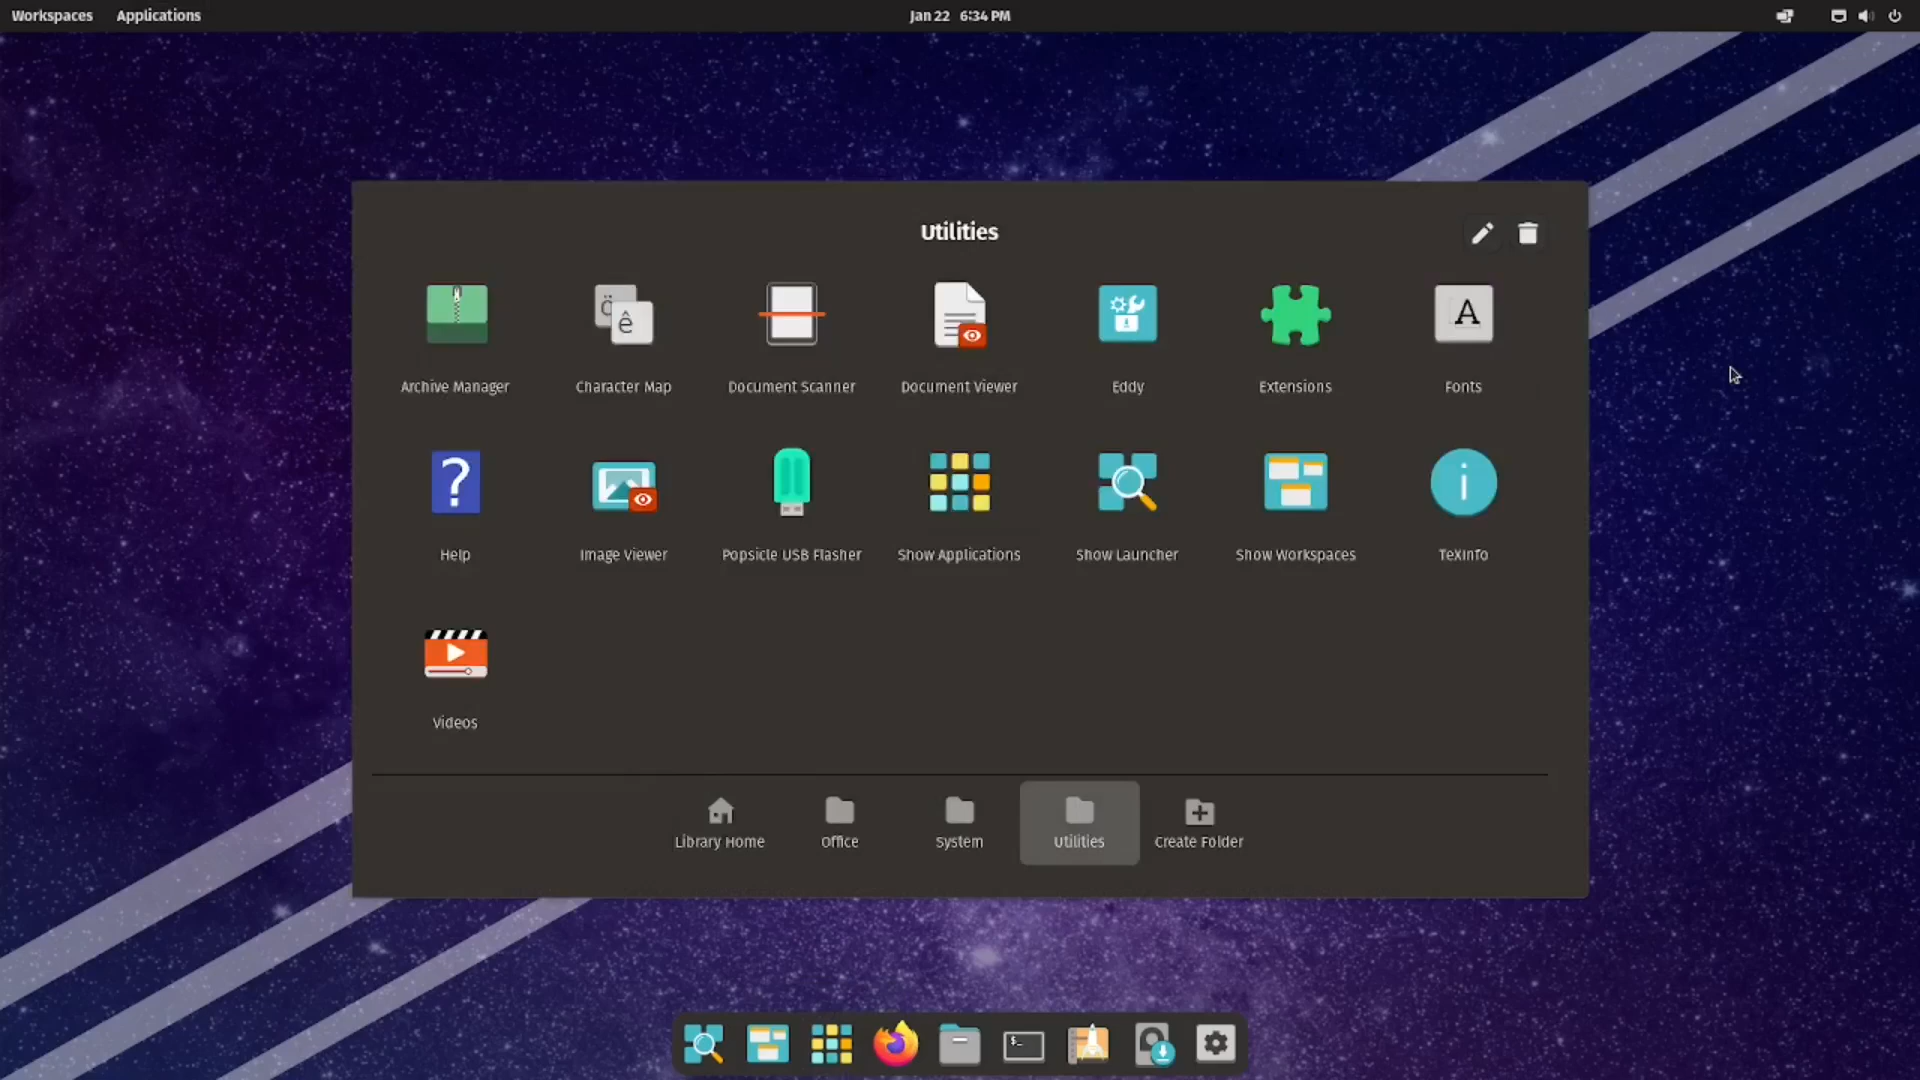 Workspaces Applications Jan 22 6:34 PM
Utilities
Archive Manager Character Map Document Scanner Document Viewer Eddy Extensions Fonts
Help Image Viewer Popsicle USB Flasher Show Applications Show Launcher Show Workspaces TeXInfo
Videos
Library Home Office System Utilities Create Folder